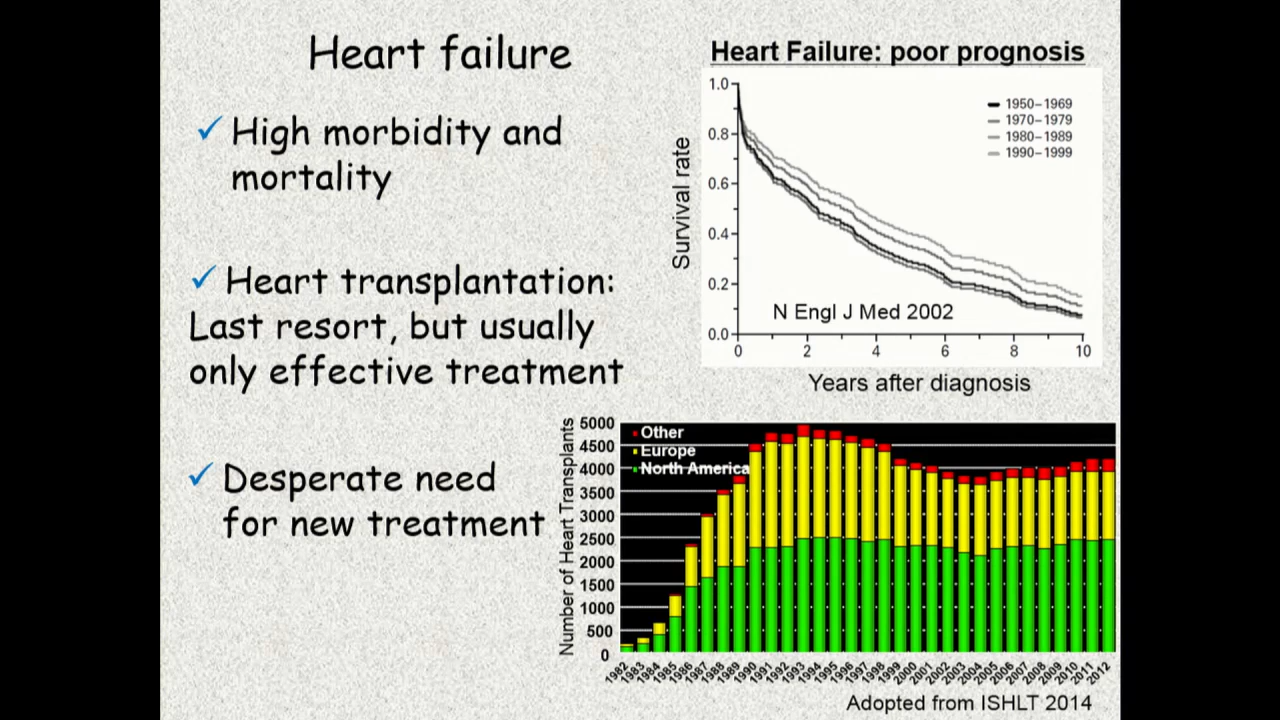 Heart failure
✓ High morbidity and
mortality
✓ Heart transplantation:
Last resort, but usually
only effective treatment
✓ Desperate need
for new treatment
Heart Failure: poor prognosis
Survival rate
1.0
0.8
0.6
0.4
0.2
0.0
1950–1969
1970–1979
1980–1989
1990–1999
N Engl J Med 2002
0 2 4 6 8 10
Years after diagnosis
Number of Heart Transplants
5000
4500
4000
3500
3000
2500
2000
1500
1000
500
0
Other
Europe
North America
1982 1983 1984 1985 1986 1987 1988 1989 1990 1991 1992 1993 1994 1995 1996 1997 1998 1999 2000 2001 2002 2003 2004 2005 2006 2007 2008 2009 2010 2011 2012
Adopted from ISHLT 2014